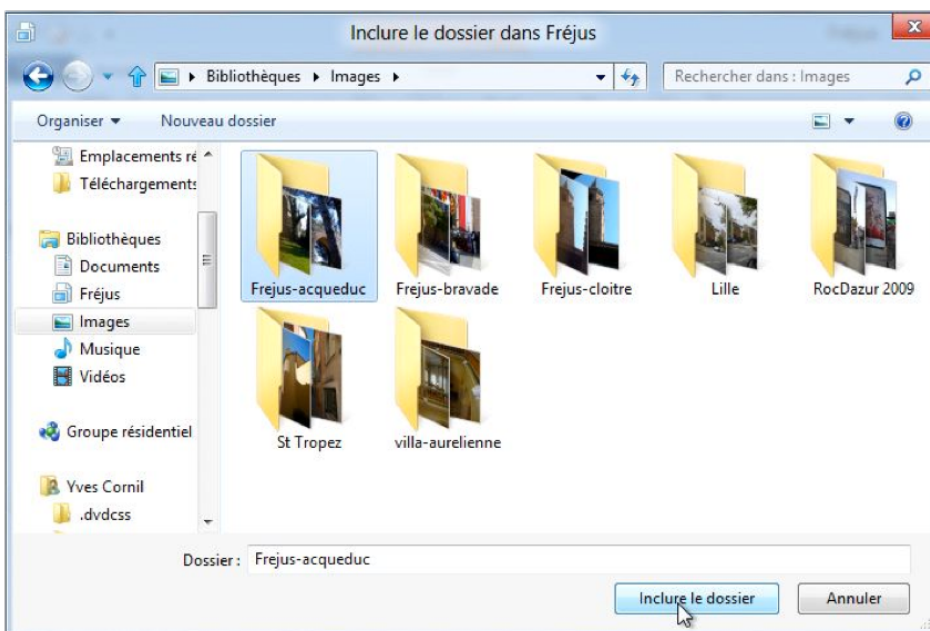 Inclure le dossier dans Fréjus
Bibliothèques Images
Rechercher dans : Images
Organiser Nouveau dossier
Emplacements ré
Téléchargements
Bibliothèques
Documents
Fréjus
Images
Musique
Vidéos
Groupe résidentiel
Yves Cornil
.dvdcss
Frejus-acqueduc
Frejus-bravade
Frejus-cloitre
Lille
RocDazur 2009
St Tropez
villa-aurelienne
Dossier : Frejus-acqueduc
Inclure le dossier
Annuler